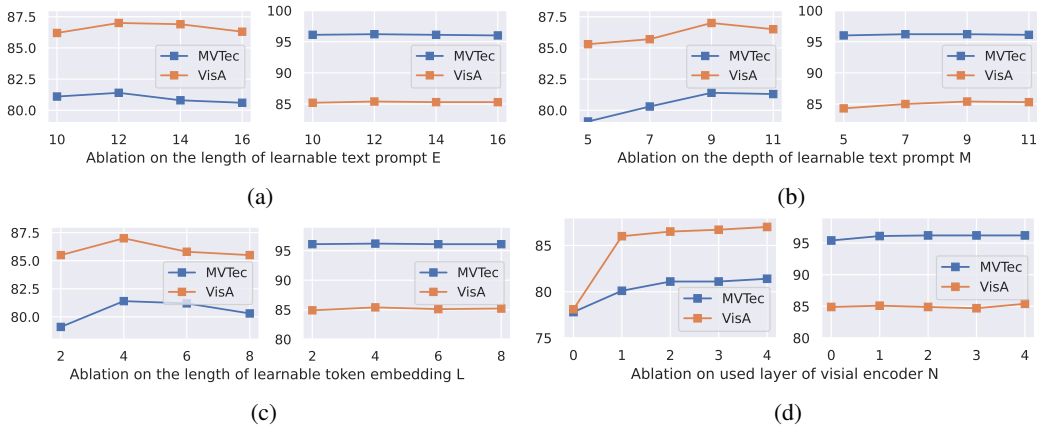 87.5
85.0
82.5
80.0
MVTec
VisA
10 12 14 16
100
95
90
85
MVTec
VisA
10 12 14 16
Ablation on the length of learnable text prompt E
(a)
87.5
85.0
82.5
80.0
MVTec
VisA
5 7 9 11
100
95
90
85
MVTec
VisA
5 7 9 11
Ablation on the depth of learnable text prompt M
(b)
87.5
85.0
82.5
80.0
MVTec
VisA
2 4 6 8
95
90
85
80
MVTec
VisA
2 4 6 8
Ablation on the length of learnable token embedding L
(c)
85
80
75
MVTec
VisA
0 1 2 3 4
95
90
85
80
MVTec
VisA
0 1 2 3 4
Ablation on used layer of visial encoder N
(d)